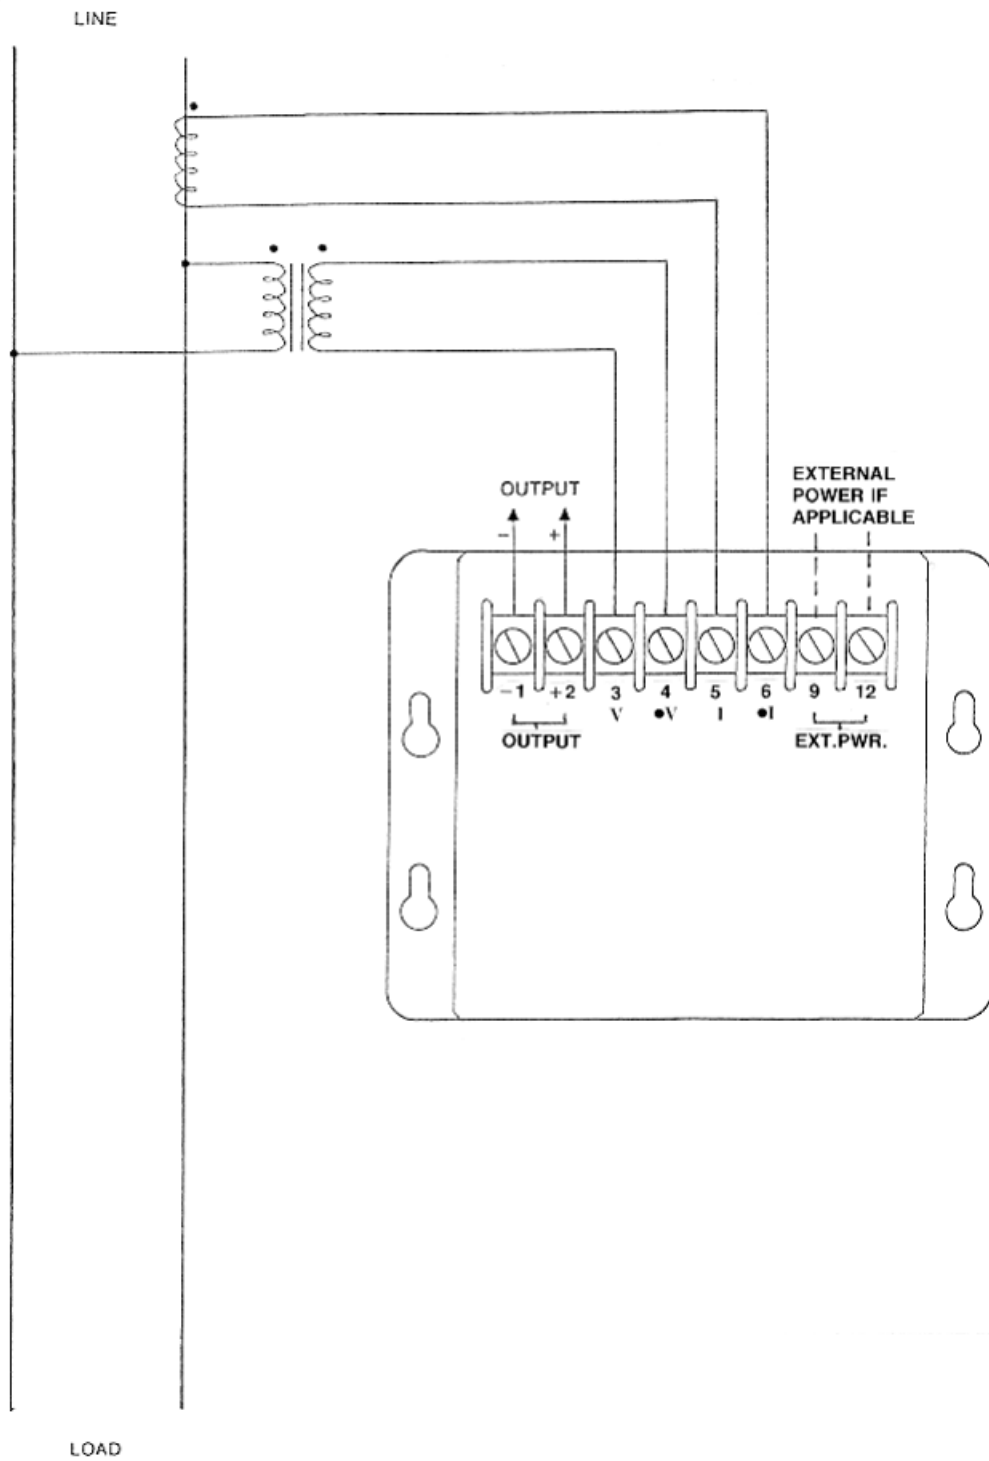 LINE
EXTERNAL
POWER IF
APPLICABLE
OUTPUT
- +
-1 +2 3 4 5 6 9 12
V •V I •I
OUTPUT EXT.PWR.
LOAD